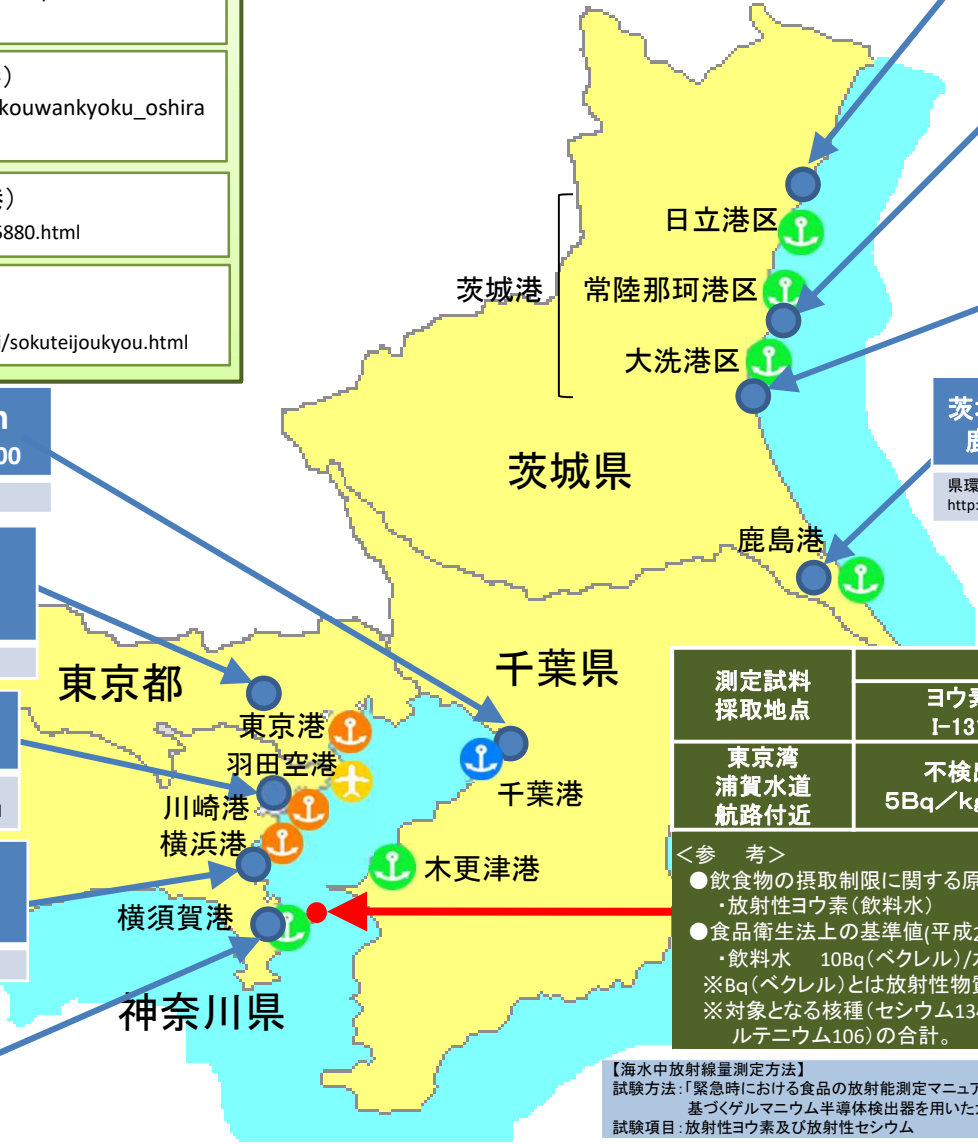 kouwankyoku_oshira
5880.html
i/sokuteijoukyou.html
日立港区
茨城港
常陸那珂港区
大洗港区
茨城県
県環
http:
鹿島港
千葉県
東京都
東京港
羽田空港
川崎港
横浜港
千葉港
木更津港
横須賀港
神奈川県
測定試料
採取地点
ヨウ素
I-13
東京湾
浦賀水道
航路付近
不検出
5Bq/kg
<参 考>
●飲食物の摂取制限に関する原
・放射性ヨウ素(飲料水)
●食品衛生法上の基準値(平成2
・飲料水 10Bq(ベクレル)/
※Bq(ベクレル)とは放射性物質
※対象となる核種(セシウム134
ルテニウム106)の合計。
【海水中放射線量測定方法】
試験方法:「緊急時における食品の放射能測定マニュア
基づくゲルマニウム半導体検出器を用いた
試験項目:放射性ヨウ素及び放射性セシウム